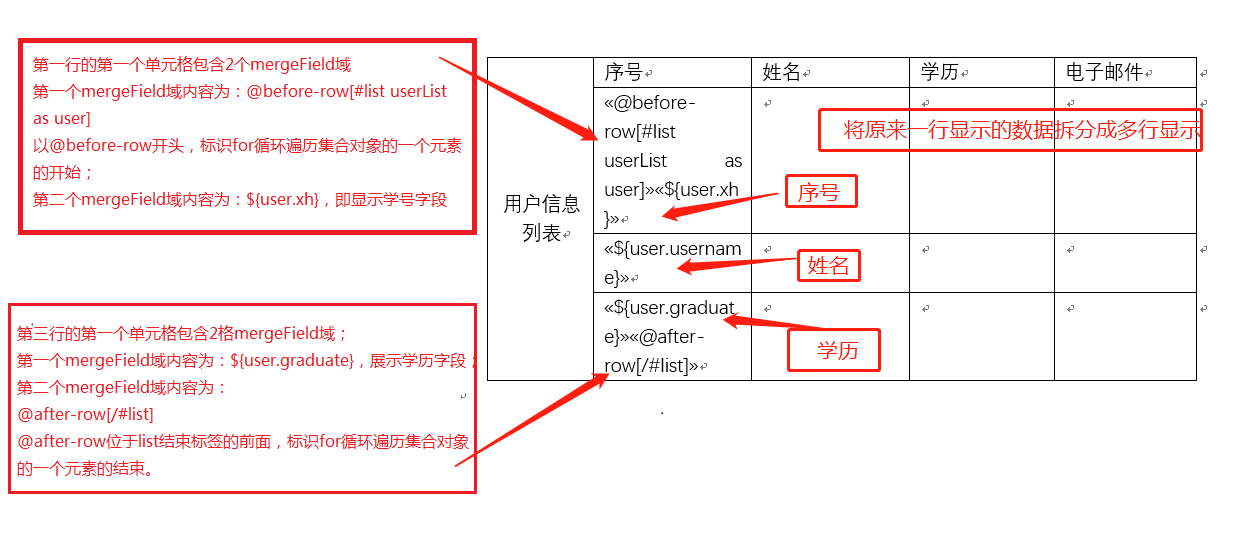 第一行的第一个单元格包含2个mergeField域
第一个mergeField域内容为：@before-row[#list userList
as user]
以@before-row开头，标识for循环遍历集合对象的一个元素
的开始；
第二个mergeField域内容为：${user.xh}，即显示学号字段
第三行的第一个单元格包含2格mergeField域；
第一个mergeField域内容为：${user.graduate}，展示学历字段；
第二个mergeField域内容为：
@after-row[/#list]
@after-row位于list结束标签的前面，标识for循环遍历集合对象
的一个元素的结束。
用户信息
列表
序号
姓名
学历
电子邮件
«@before-
row[#list
userList as
user]»«${user.xh
}»
将原来一行显示的数据拆分成多行显示
序号
«${user.usernam
e}»
姓名
«${user.graduat
e}»«@after-
row[/#list]»
学历